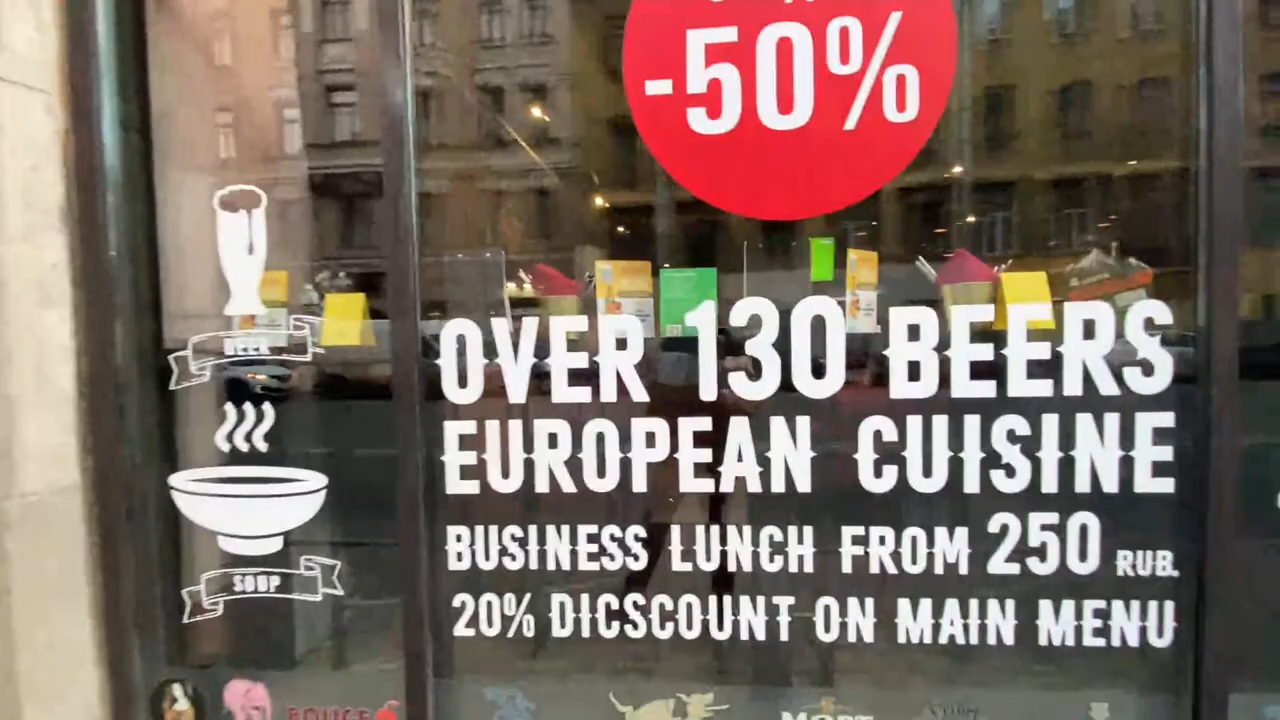 -50%
BEER
OVER 130 BEERS
EUROPEAN CUISINE
BUSINESS LUNCH FROM 250 RUB.
SOUP
20% DICSCOUNT ON MAIN MENU